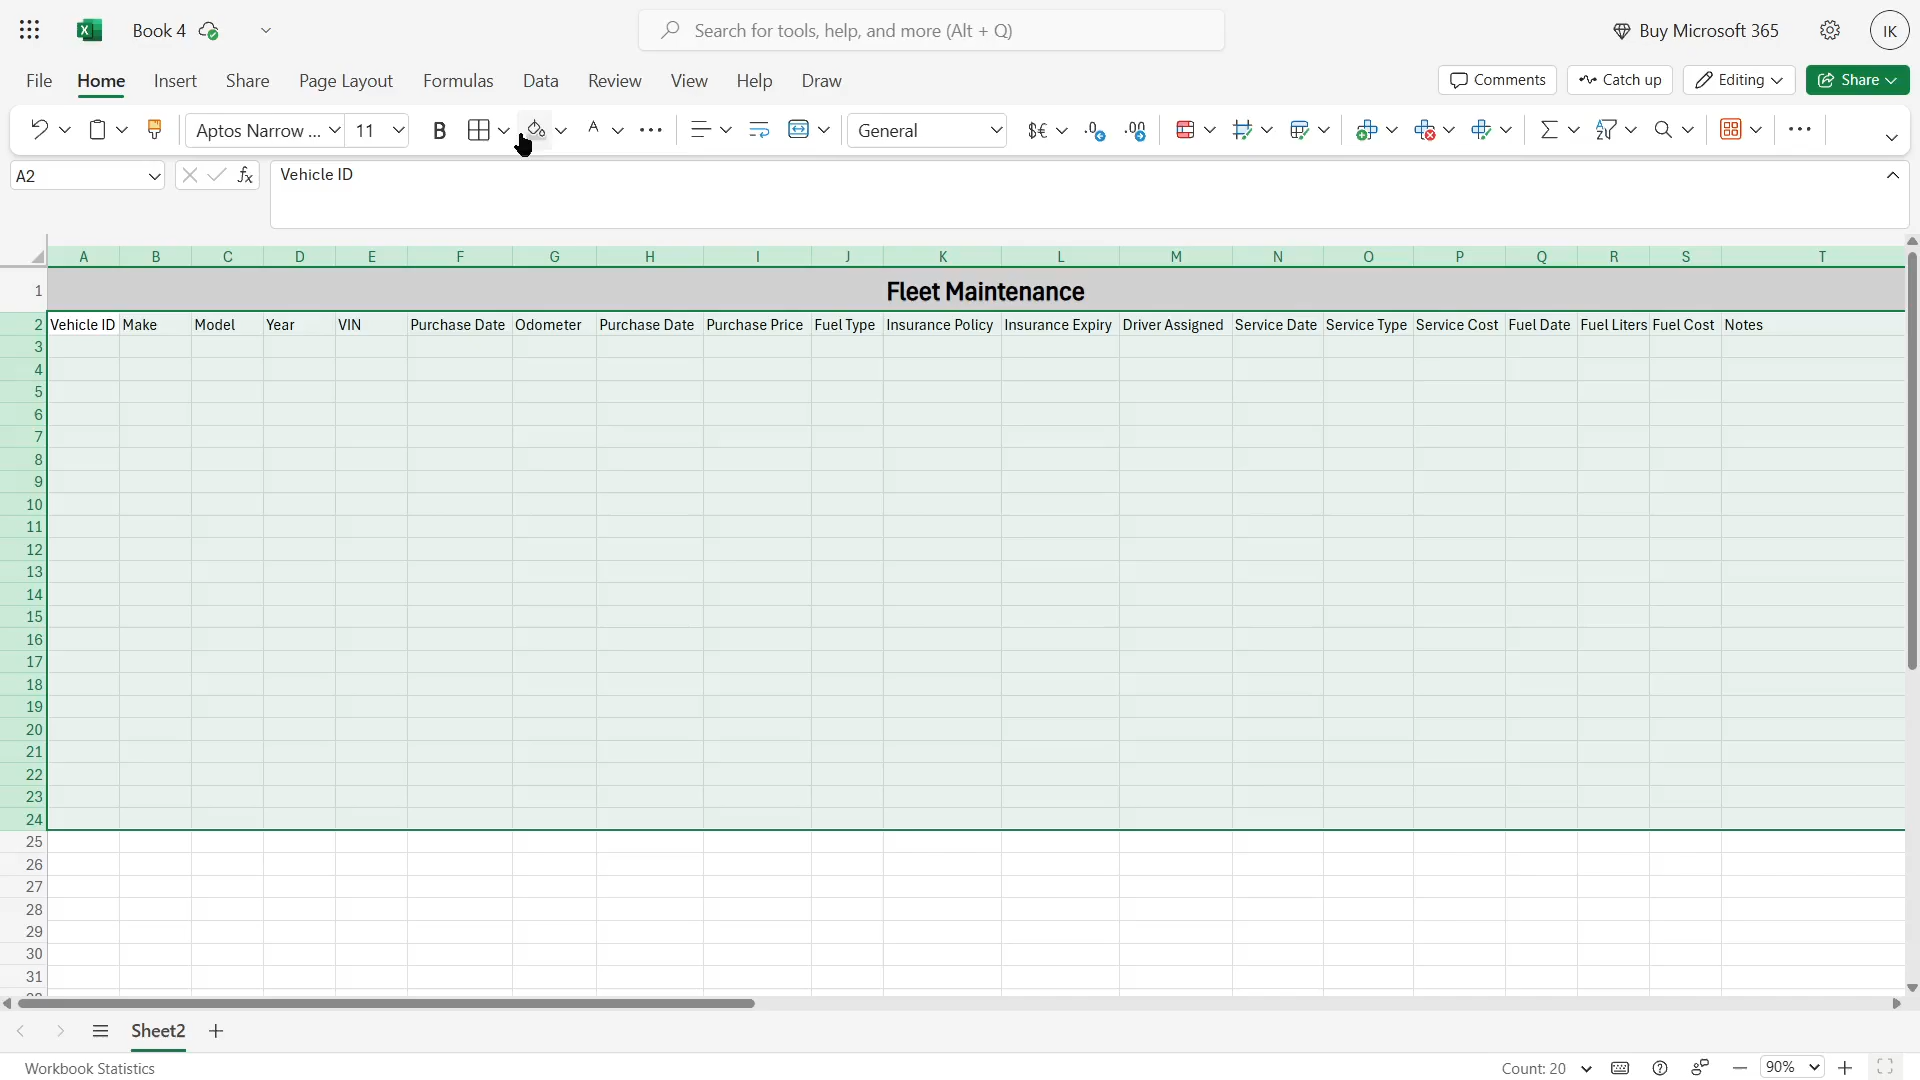 Book 4
Search for tools, help, and more (Alt + Q)
Buy Microsoft 365
IK
File Home Insert Share Page Layout Formulas Data Review View Help Draw
Comments Catch up Editing Share
Aptos Narrow ... 11 B A General $€ .0 .00
A2 fx Vehicle ID
A B C D E F G H I J K L M N O P Q R S T
1 Fleet Maintenance
2 Vehicle ID Make Model Year VIN Purchase Date Odometer Purchase Date Purchase Price Fuel Type Insurance Policy Insurance Expiry Driver Assigned Service Date Service Type Service Cost Fuel Date Fuel Liters Fuel Cost Notes
3
4
5
6
7
8
9
10
11
12
13
14
15
16
17
18
19
20
21
22
23
24
25
26
27
28
29
30
31
Sheet2
Workbook Statistics Count: 20 90%